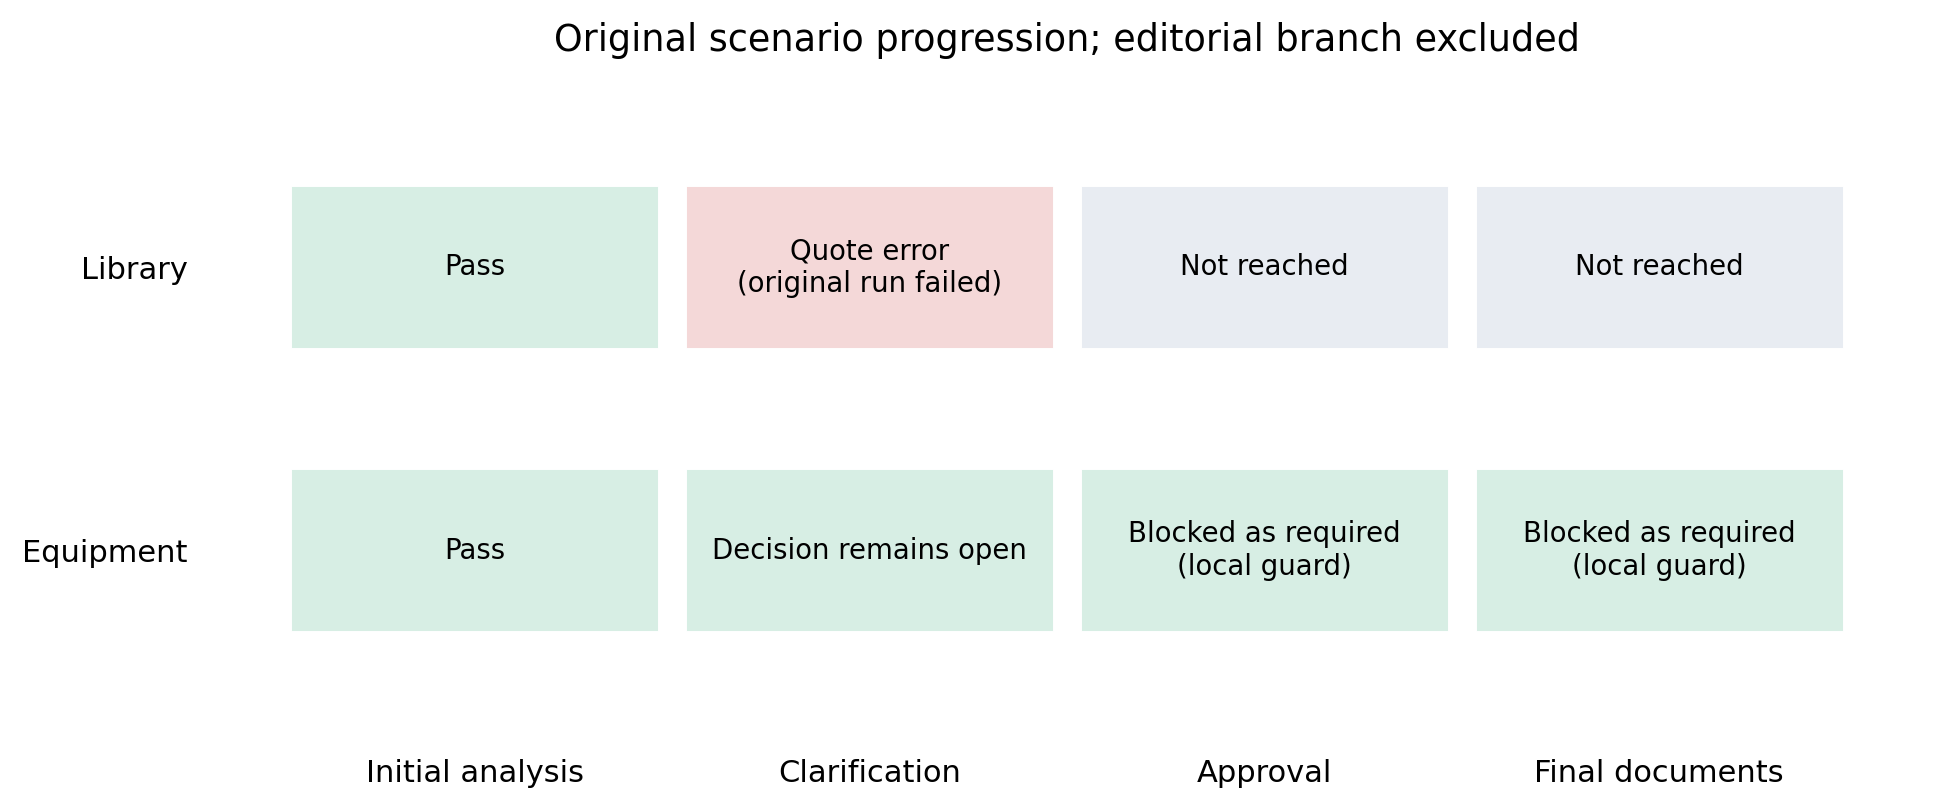 Original scenario progression; editorial branch excluded
Library
Pass
Quote error
(original run failed)
Not reached
Not reached
Equipment
Pass
Decision remains open
Blocked as required
(local guard)
Blocked as required
(local guard)
Initial analysis
Clarification
Approval
Final documents